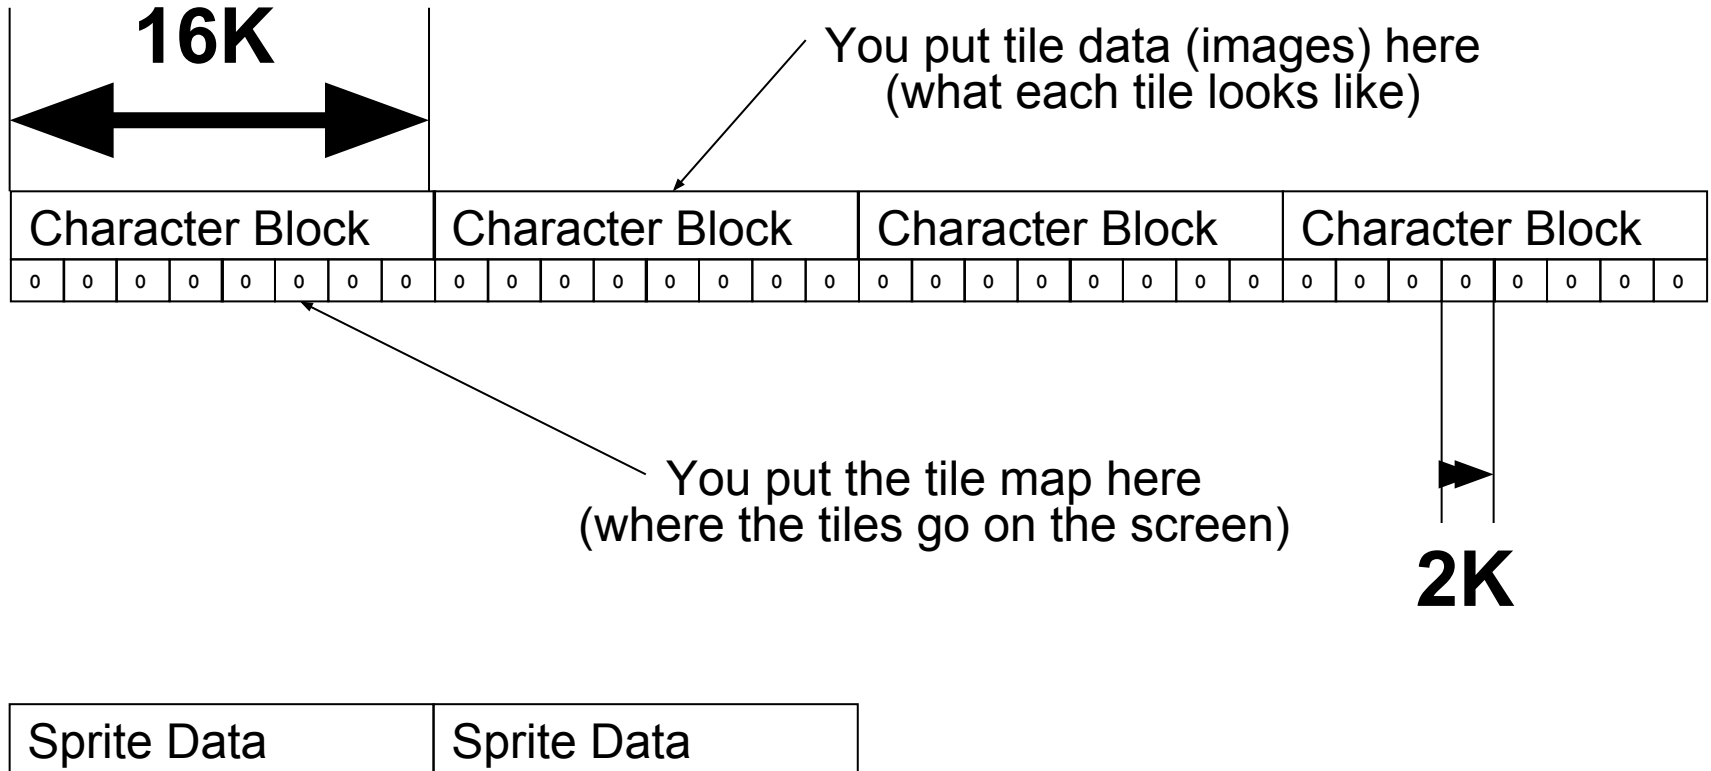 16K
You put tile data (images) here
(what each tile looks like)
Character Block Character Block Character Block Character Block
0 0 0 0 0 0 0 0 0 0 0 0 0 0 0 0 0 0 0 0 0 0 0 0 0 0 0 0 0 0 0 0
You put the tile map here
(where the tiles go on the screen)
2K
Sprite Data Sprite Data